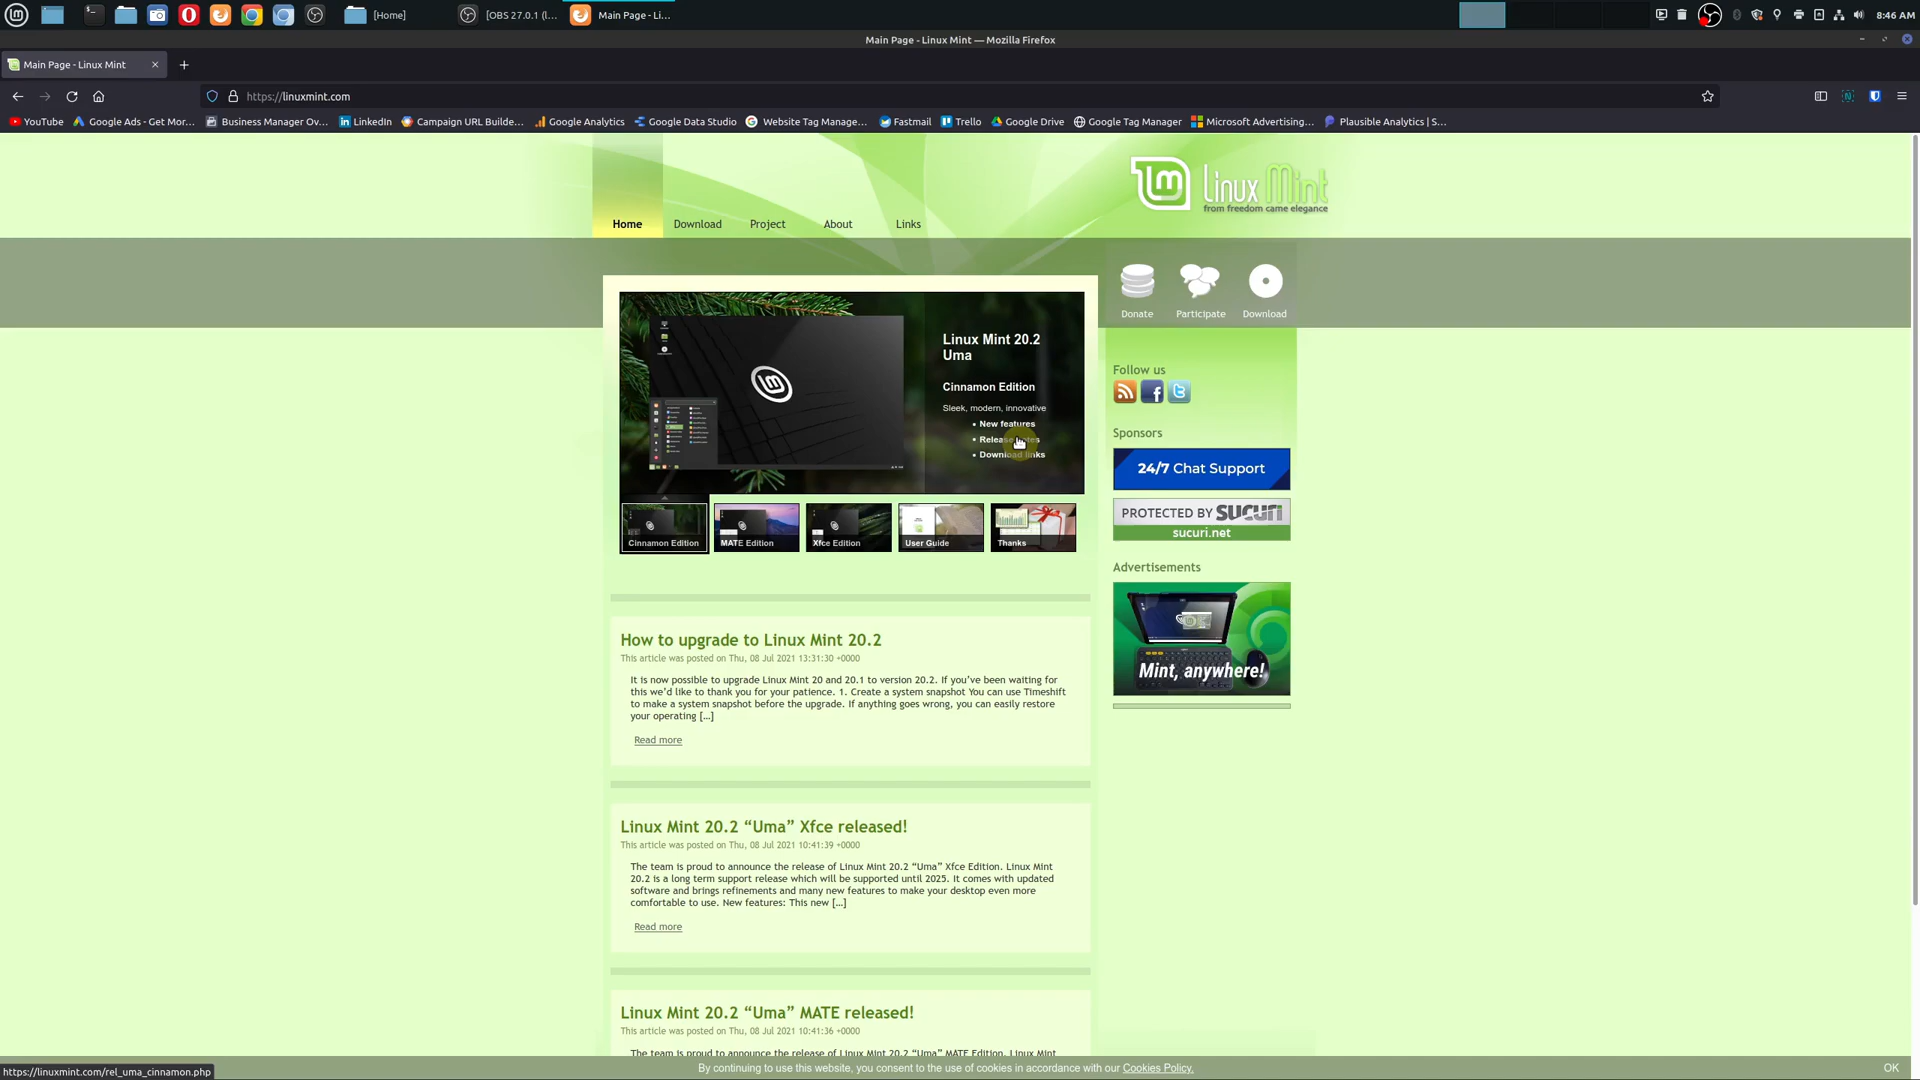 [Home]
[OBS 27.0.1 (l...
Main Page - Li...
8:46 AM
Main Page - Linux Mint — Mozilla Firefox
Main Page - Linux Mint
https://linuxmint.com
YouTube
Google Ads - Get Mor...
Business Manager Ov...
LinkedIn
Campaign URL Builde...
Google Analytics
Google Data Studio
Website Tag Manage...
Fastmail
Trello
Google Drive
Google Tag Manager
Microsoft Advertising...
Plausible Analytics | S...
Linux Mint
from freedom came elegance
Home
Download
Project
About
Links
Donate
Participate
Download
Linux Mint 20.2
Uma
Cinnamon Edition
Sleek, modern, innovative
• New features
• Release notes
• Download links
Cinnamon Edition
MATE Edition
Xfce Edition
User Guide
Thanks
Follow us
Sponsors
24/7 Chat Support
PROTECTED BY SUCURI
sucuri.net
Advertisements
Mint, anywhere!
How to upgrade to Linux Mint 20.2
This article was posted on Thu, 08 Jul 2021 13:31:30 +0000
It is now possible to upgrade Linux Mint 20 and 20.1 to version 20.2. If you’ve been waiting for
this we’d like to thank you for your patience. 1. Create a system snapshot You can use Timeshift
to make a system snapshot before the upgrade. If anything goes wrong, you can easily restore
your operating […]
Read more
Linux Mint 20.2 “Uma” Xfce released!
This article was posted on Thu, 08 Jul 2021 10:41:39 +0000
The team is proud to announce the release of Linux Mint 20.2 “Uma” Xfce Edition. Linux Mint
20.2 is a long term support release which will be supported until 2025. It comes with updated
software and brings refinements and many new features to make your desktop even more
comfortable to use. New features: This new […]
Read more
Linux Mint 20.2 “Uma” MATE released!
This article was posted on Thu, 08 Jul 2021 10:41:36 +0000
The team is proud to announce the release of Linux Mint 20.2 “Uma” MATE Edition. Linux Mint
By continuing to use this website, you consent to the use of cookies in accordance with our Cookies Policy.
OK
https://linuxmint.com/rel_uma_cinnamon.php